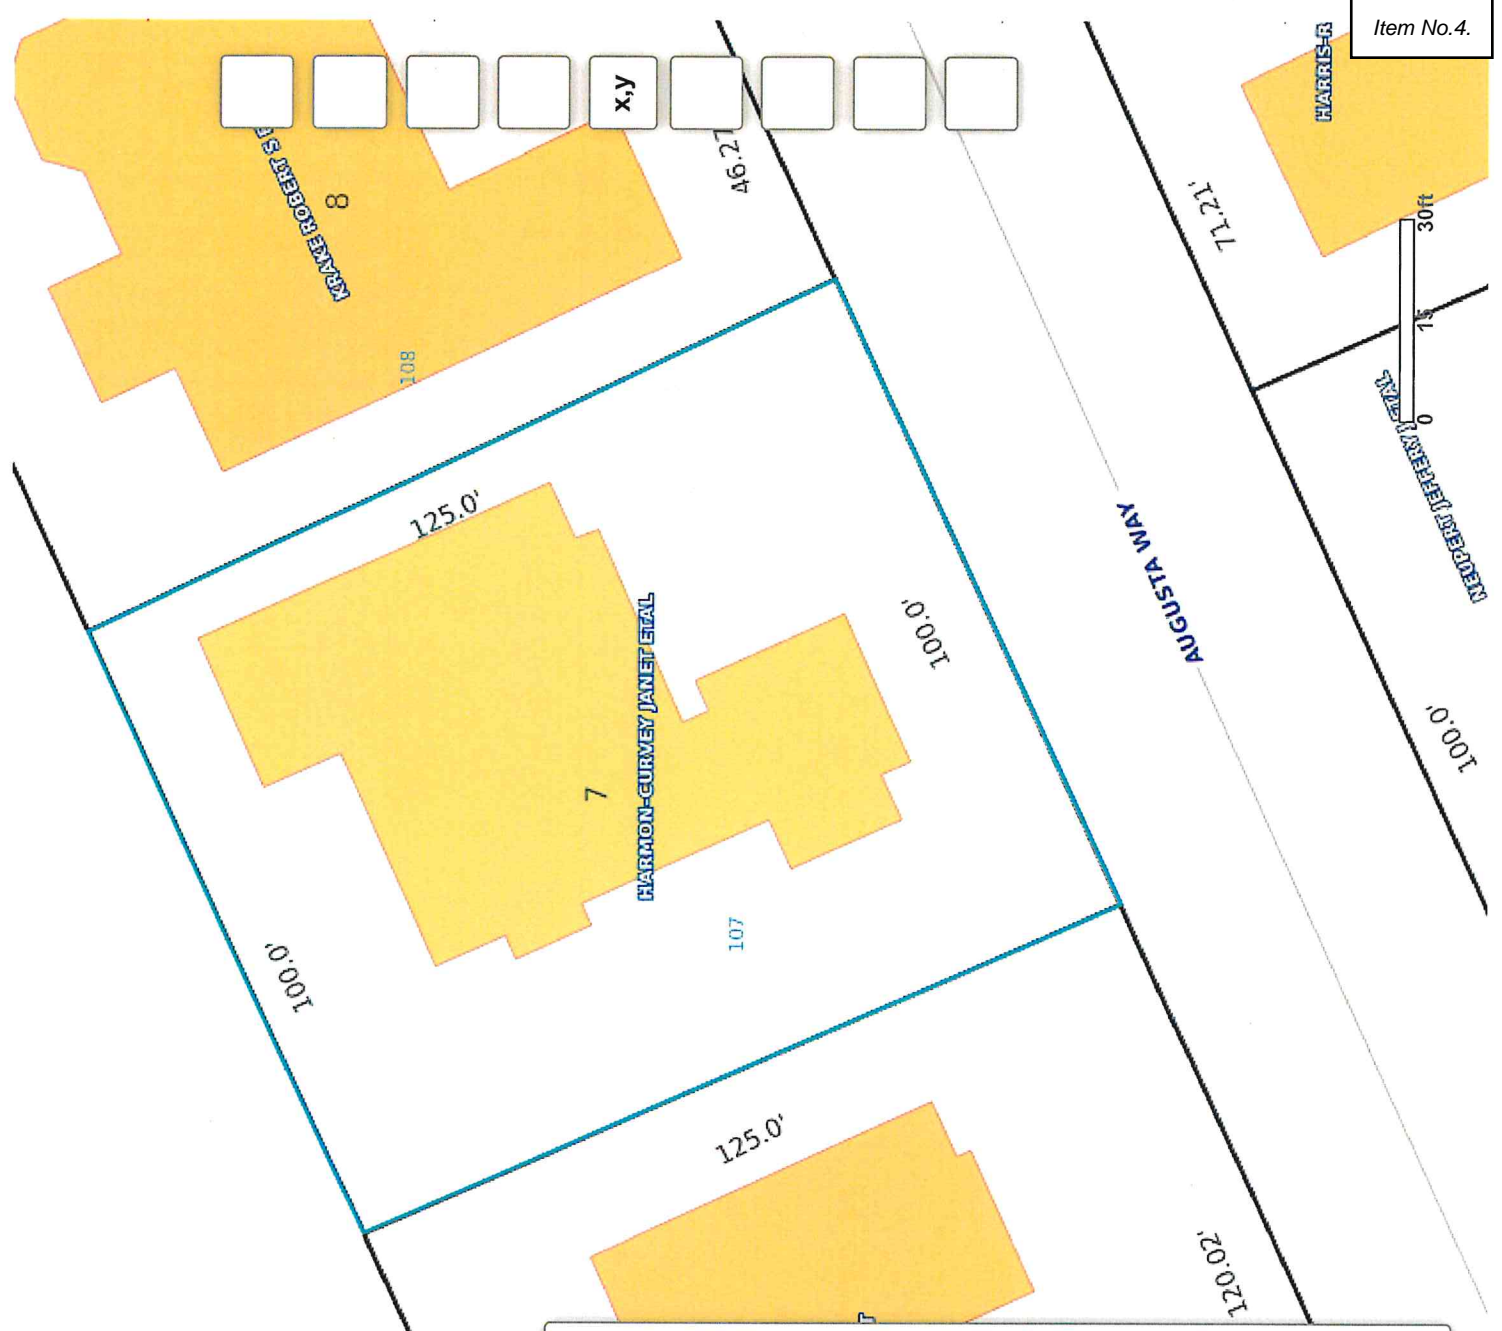 Item No.4.
HARRIS-R
x,y
46.27
KRAKE ROBERT S
8
71.21'
30ft
15
0
108
NEUPERT JEFFERY ETAL
125.0'
AUGUSTA WAY
100.0'
HARMON-CURVEY JANET ETAL
7
100.0'
107
100.0'
125.0'
120.02'